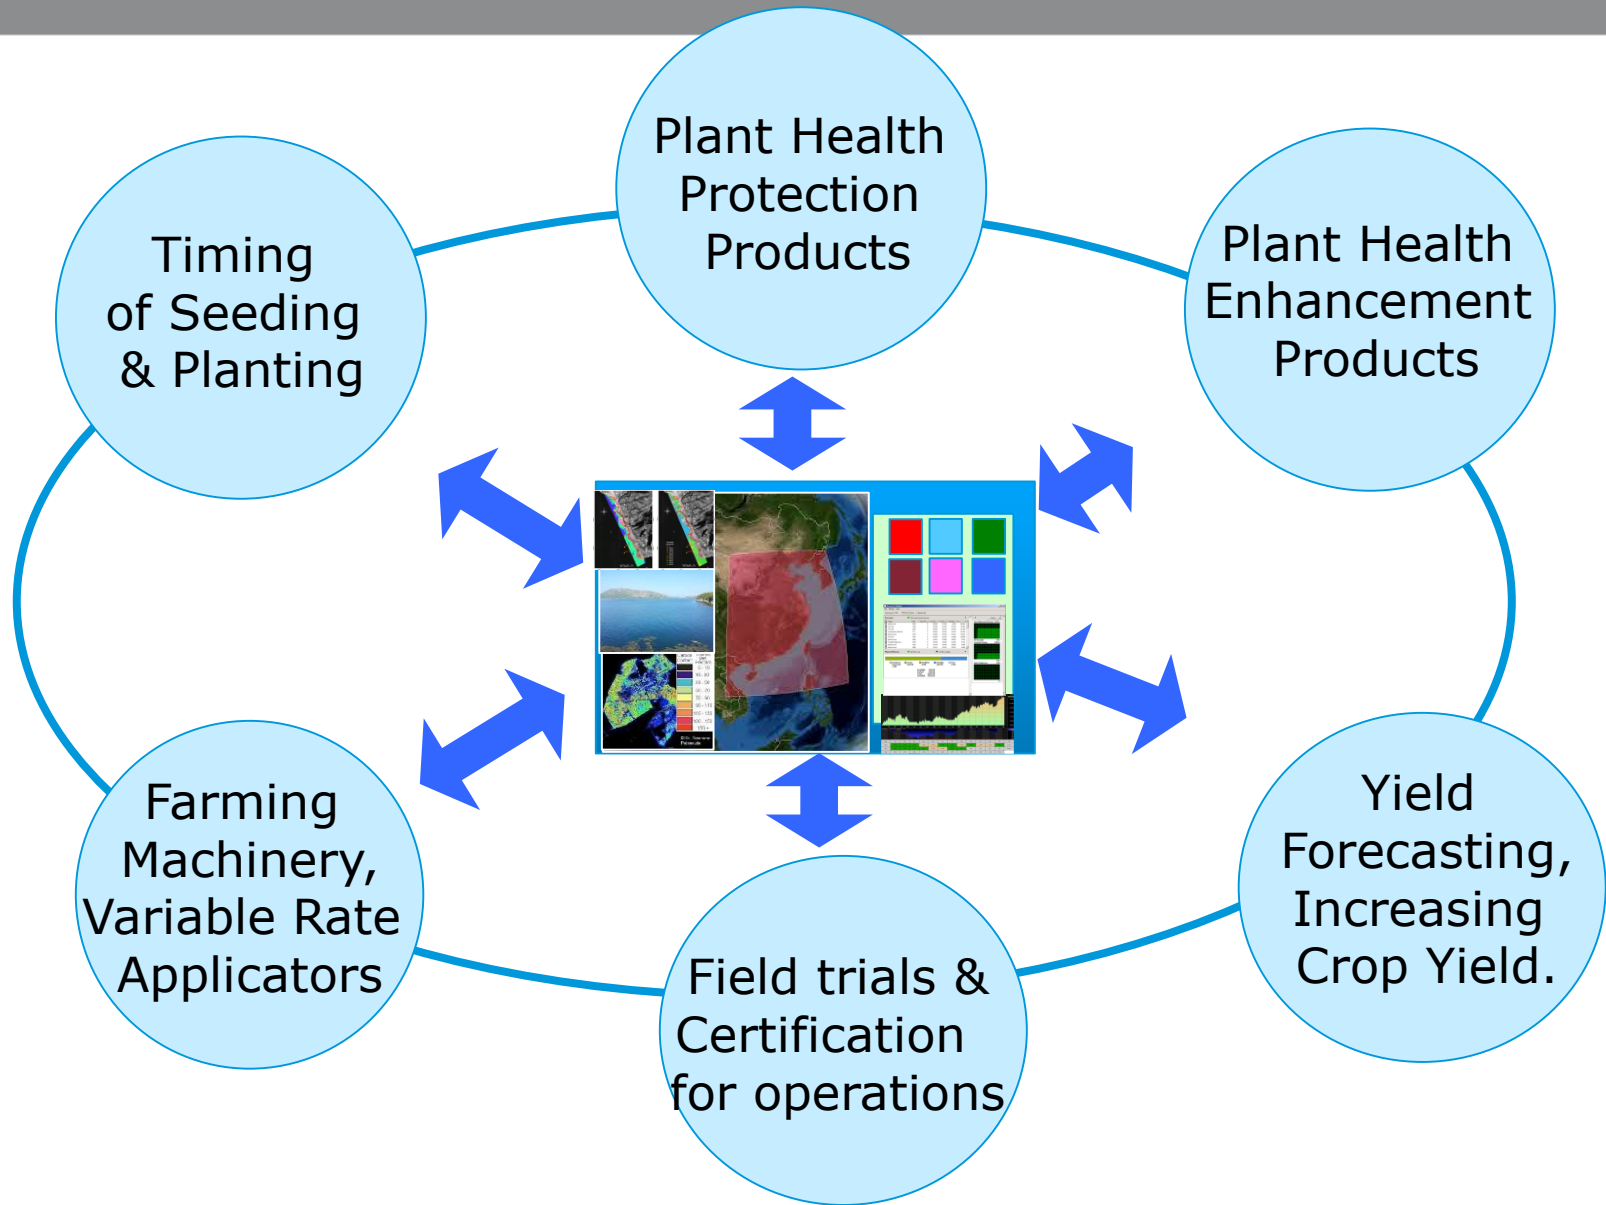 Plant Health
Protection
Products
Timing
of Seeding
& Planting
Plant Health
Enhancement
Products
Farming
Machinery,
Variable Rate
Applicators
Field trials &
Certification
for operations
Yield
Forecasting,
Increasing
Crop Yield.